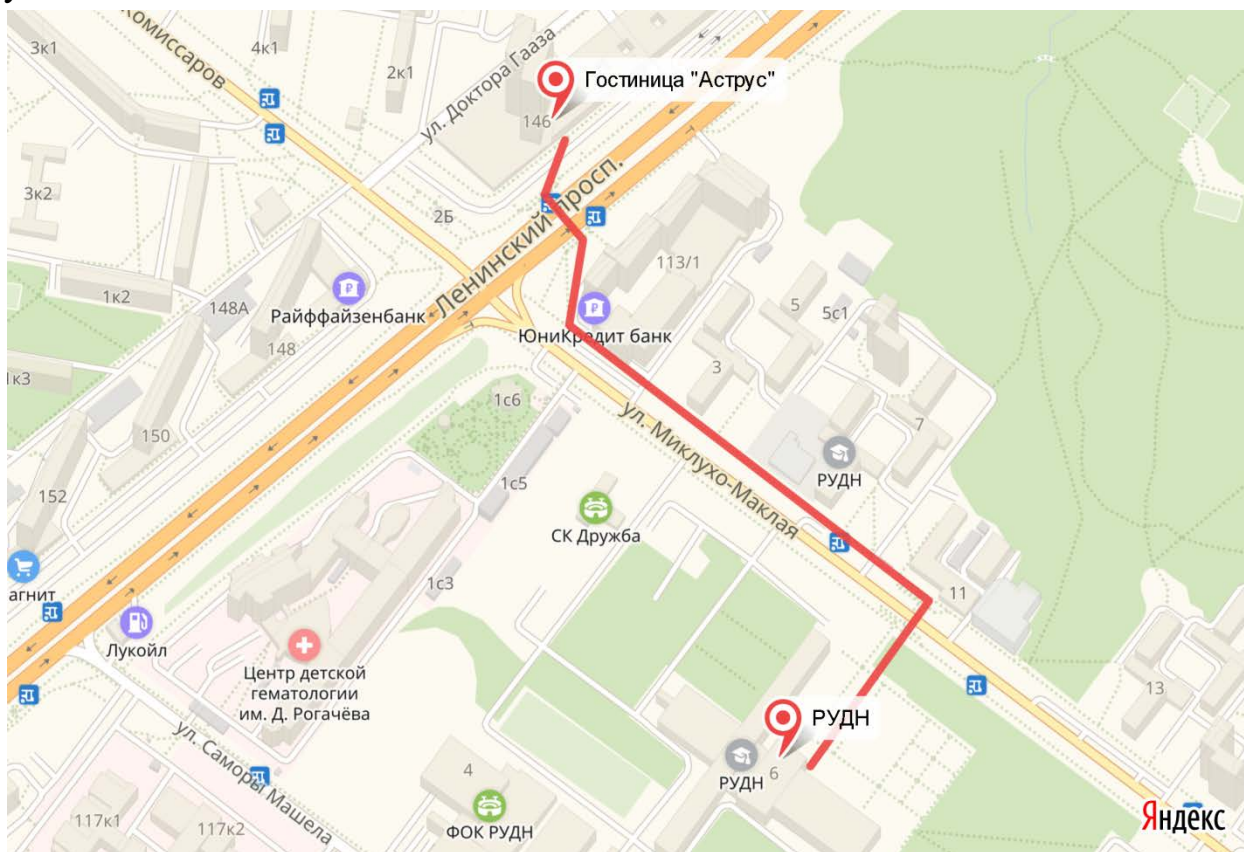 Комиссаров
3к1
4к1
2к1
ул. Доктора Гааза
Гостиница "Аструс"
146
3к2
2Б
Ленинский просп.
113/1
1к2
148А
Райффайзенбанк
148
ЮниКредит банк
5
5с1
3
7
1к3
1с6
150
ул. Миклухо-Маклая
РУДН
152
1с5
СК Дружба
агнит
1с3
11
Лукойл
Центр детской
гематологии
им. Д. Рогачёва
13
РУДН
ул. Саморы Машела
4
РУДН
6
117к1
117к2
ФОК РУДН
Яндекс